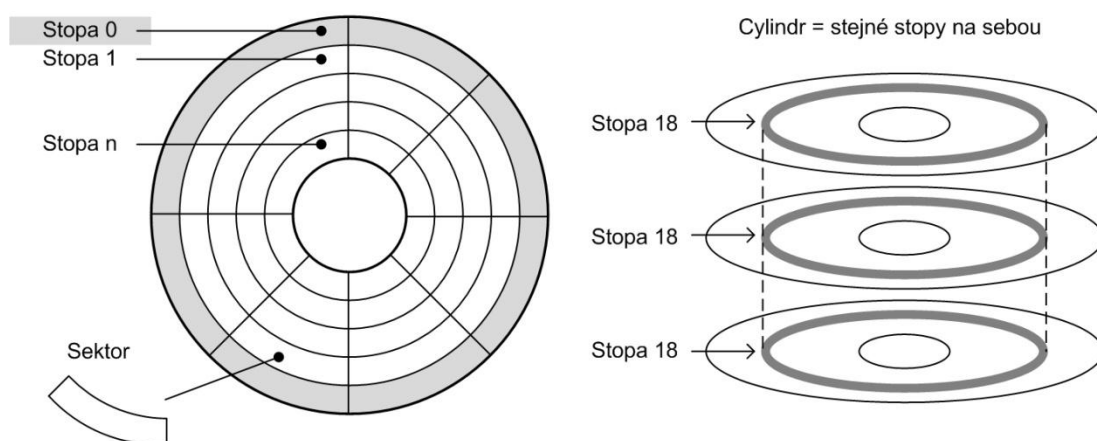 Stopa 0
Stopa 1
Stopa n
Sektor
Cylindr = stejné stopy na sebou
Stopa 18
Stopa 18
Stopa 18